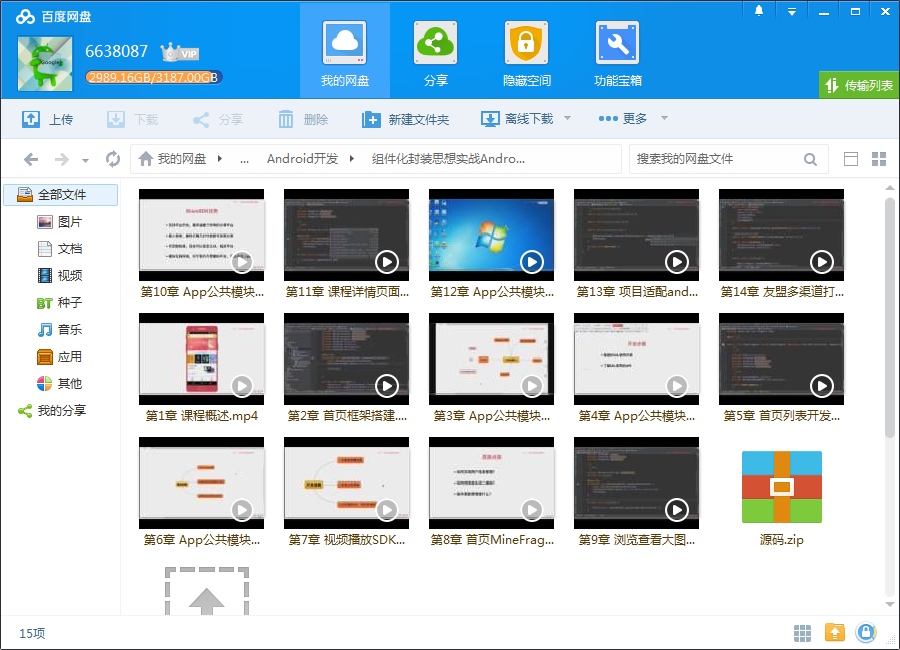 百度网盘
6638087 VIP
2989.16GB/3187.00GB
我的网盘
分享
隐藏空间
功能宝箱
传输列表
上传 下载 分享 删除 新建文件夹 离线下载 更多
我的网盘 ... Android开发 组件化封装思想实战Andro... 搜索我的网盘文件
全部文件
图片
文档
视频
BT 种子
音乐
应用
其他
我的分享
第10章 App公共模块... 第11章 课程详情页面... 第12章 App公共模块... 第13章 项目适配and... 第14章 友盟多渠道打...
第1章 课程概述.mp4 第2章 首页框架搭建.... 第3章 App公共模块... 第4章 App公共模块... 第5章 首页列表开发...
第6章 App公共模块... 第7章 视频播放SDK... 第8章 首页MineFrag... 第9章 浏览查看大图... 源码.zip
15项